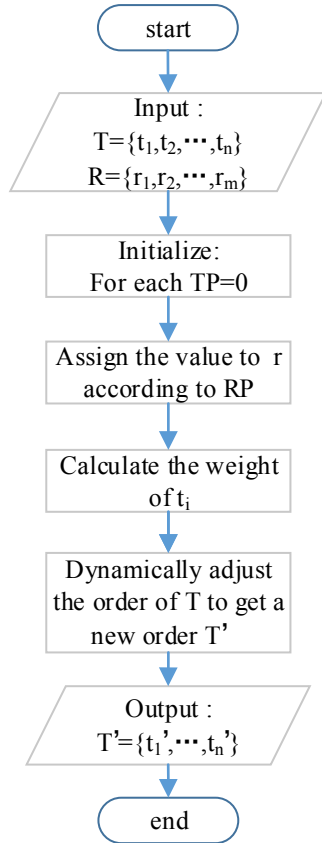 start
Input :
T={t₁,t₂,⋯,tₙ}
R={r₁,r₂,⋯,rₘ}
Initialize:
For each TP=0
Assign the value to r
according to RP
Calculate the weight
of tᵢ
Dynamically adjust
the order of T to get a
new order T’
Output :
T’={t₁’,⋯,tₙ’}
end